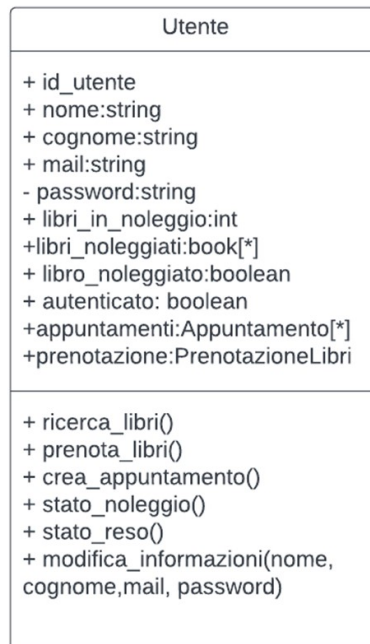 Utente
+ id_utente
+ nome:string
+ cognome:string
+ mail:string
- password:string
+ libri_in_noleggio:int
+libri_noleggiati:book[*]
+ libro_noleggiato:boolean
+ autenticato: boolean
+appuntamenti:Appuntamento[*]
+prenotazione:PrenotazioneLibri
+ ricerca_libri()
+ prenota_libri()
+ crea_appuntamento()
+ stato_noleggio()
+ stato_reso()
+ modifica_informazioni(nome,
cognome,mail, password)